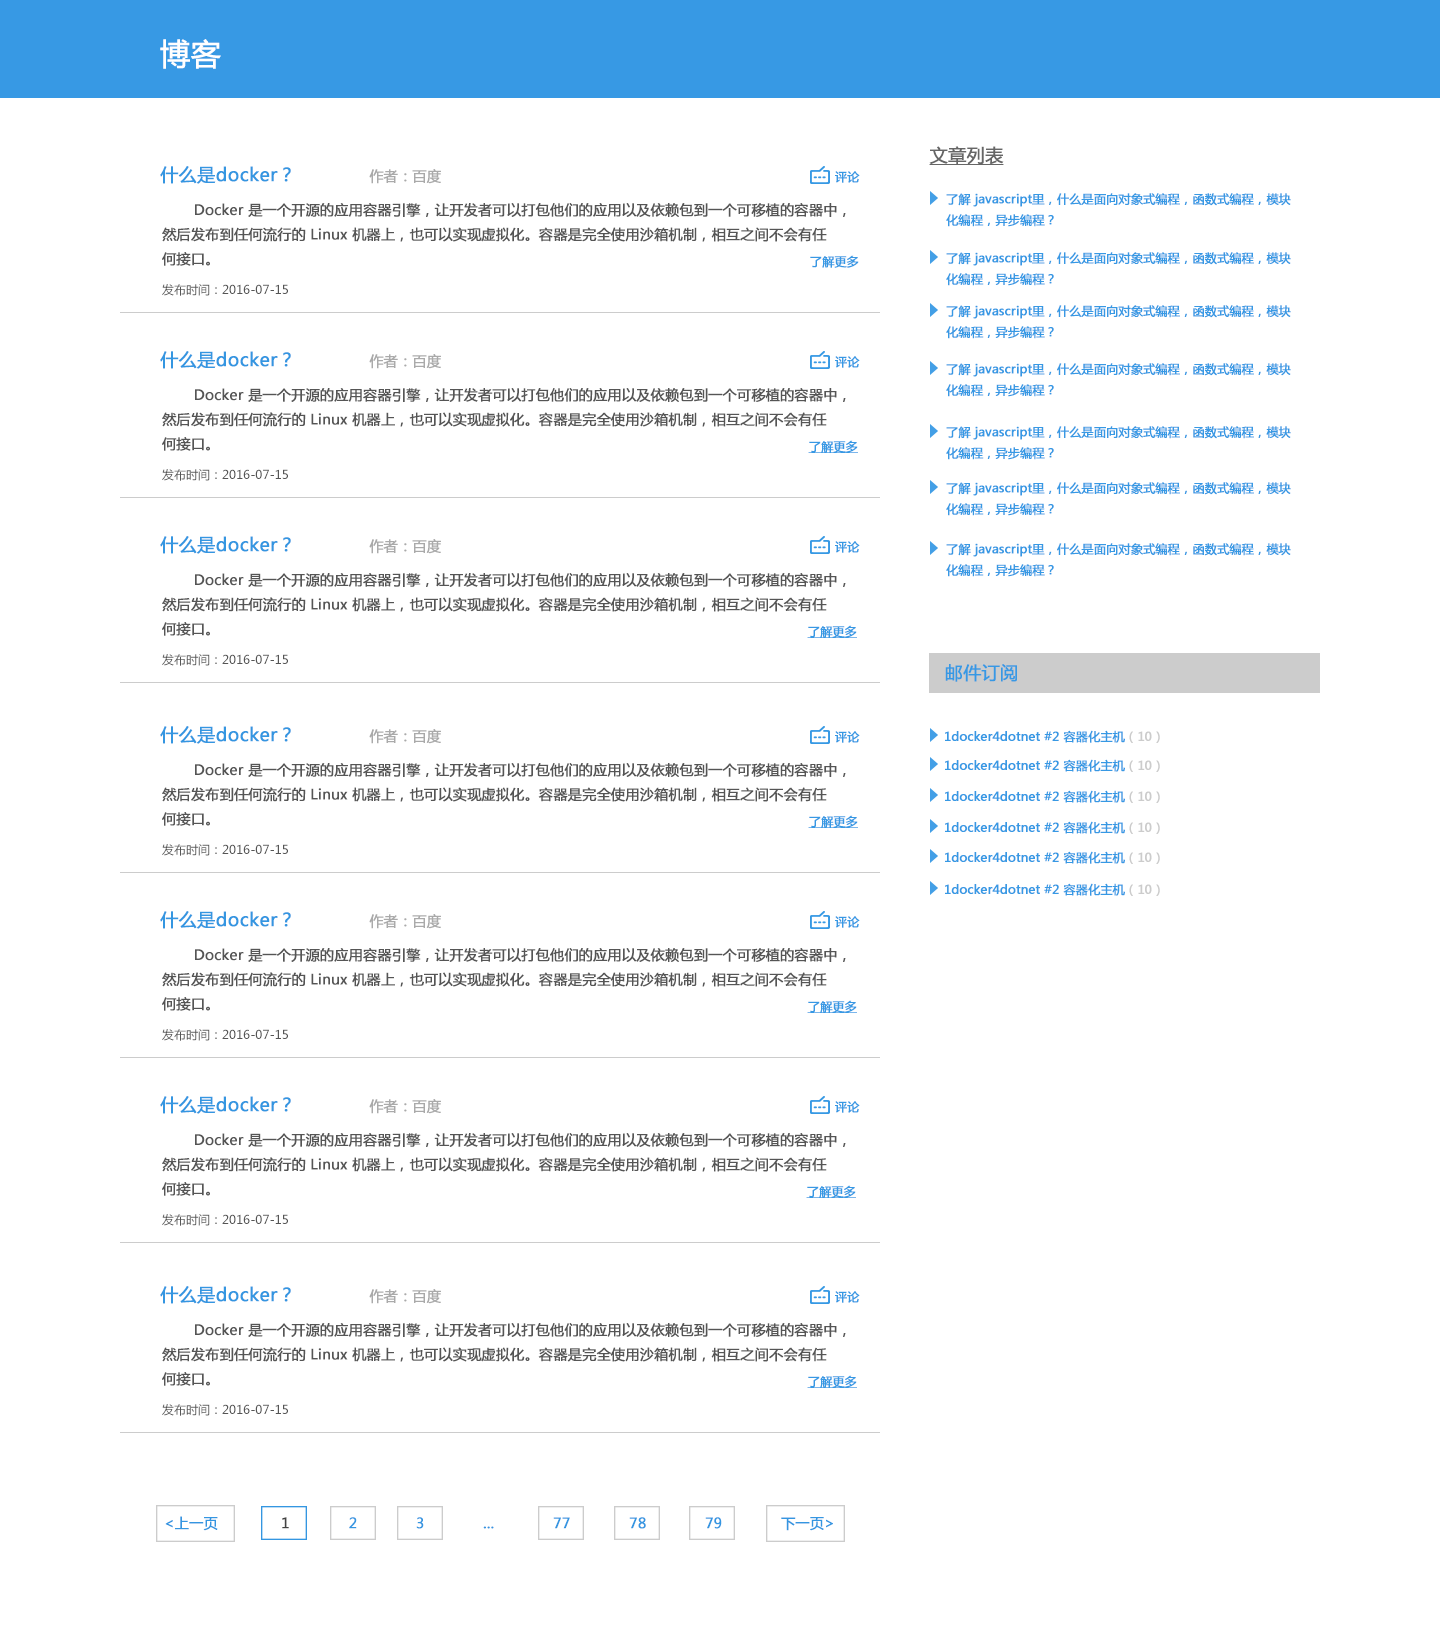 博客
什么是docker？ 作者：百度 评论
Docker 是一个开源的应用容器引擎，让开发者可以打包他们的应用以及依赖包到一个可移植的容器中，
然后发布到任何流行的 Linux 机器上，也可以实现虚拟化。容器是完全使用沙箱机制，相互之间不会有任
何接口。
了解更多
发布时间：2016-07-15
什么是docker？ 作者：百度 评论
Docker 是一个开源的应用容器引擎，让开发者可以打包他们的应用以及依赖包到一个可移植的容器中，
然后发布到任何流行的 Linux 机器上，也可以实现虚拟化。容器是完全使用沙箱机制，相互之间不会有任
何接口。
了解更多
发布时间：2016-07-15
什么是docker？ 作者：百度 评论
Docker 是一个开源的应用容器引擎，让开发者可以打包他们的应用以及依赖包到一个可移植的容器中，
然后发布到任何流行的 Linux 机器上，也可以实现虚拟化。容器是完全使用沙箱机制，相互之间不会有任
何接口。
了解更多
发布时间：2016-07-15
什么是docker？ 作者：百度 评论
Docker 是一个开源的应用容器引擎，让开发者可以打包他们的应用以及依赖包到一个可移植的容器中，
然后发布到任何流行的 Linux 机器上，也可以实现虚拟化。容器是完全使用沙箱机制，相互之间不会有任
何接口。
了解更多
发布时间：2016-07-15
什么是docker？ 作者：百度 评论
Docker 是一个开源的应用容器引擎，让开发者可以打包他们的应用以及依赖包到一个可移植的容器中，
然后发布到任何流行的 Linux 机器上，也可以实现虚拟化。容器是完全使用沙箱机制，相互之间不会有任
何接口。
了解更多
发布时间：2016-07-15
什么是docker？ 作者：百度 评论
Docker 是一个开源的应用容器引擎，让开发者可以打包他们的应用以及依赖包到一个可移植的容器中，
然后发布到任何流行的 Linux 机器上，也可以实现虚拟化。容器是完全使用沙箱机制，相互之间不会有任
何接口。
了解更多
发布时间：2016-07-15
什么是docker？ 作者：百度 评论
Docker 是一个开源的应用容器引擎，让开发者可以打包他们的应用以及依赖包到一个可移植的容器中，
然后发布到任何流行的 Linux 机器上，也可以实现虚拟化。容器是完全使用沙箱机制，相互之间不会有任
何接口。
了解更多
发布时间：2016-07-15
<上一页 1 2 3 ... 77 78 79 下一页>
文章列表
了解 javascript里，什么是面向对象式编程，函数式编程，模块
化编程，异步编程？
了解 javascript里，什么是面向对象式编程，函数式编程，模块
化编程，异步编程？
了解 javascript里，什么是面向对象式编程，函数式编程，模块
化编程，异步编程？
了解 javascript里，什么是面向对象式编程，函数式编程，模块
化编程，异步编程？
了解 javascript里，什么是面向对象式编程，函数式编程，模块
化编程，异步编程？
了解 javascript里，什么是面向对象式编程，函数式编程，模块
化编程，异步编程？
了解 javascript里，什么是面向对象式编程，函数式编程，模块
化编程，异步编程？
邮件订阅
1docker4dotnet #2 容器化主机（10）
1docker4dotnet #2 容器化主机（10）
1docker4dotnet #2 容器化主机（10）
1docker4dotnet #2 容器化主机（10）
1docker4dotnet #2 容器化主机（10）
1docker4dotnet #2 容器化主机（10）